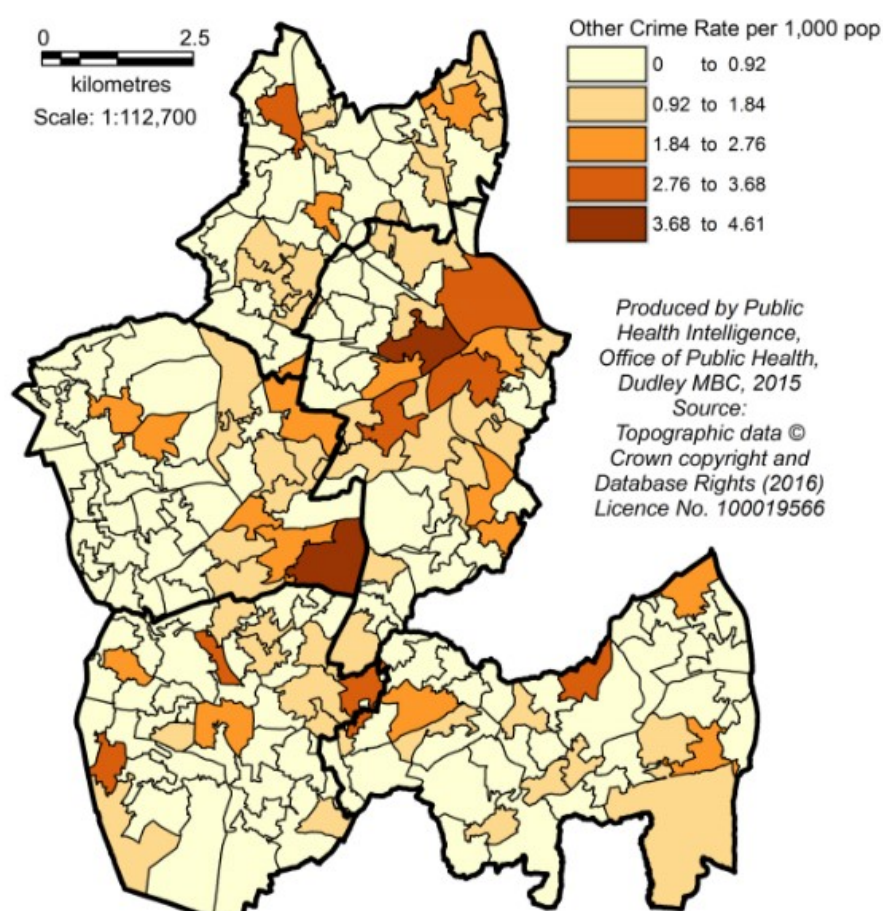 Other Crime Rate per 1,000 pop
0 2.5
kilometres
Scale: 1:112,700
0 to 0.92
0.92 to 1.84
1.84 to 2.76
2.76 to 3.68
3.68 to 4.61
Produced by Public
Health Intelligence,
Office of Public Health,
Dudley MBC, 2015
Source:
Topographic data ©
Crown copyright and
Database Rights (2016)
Licence No. 100019566